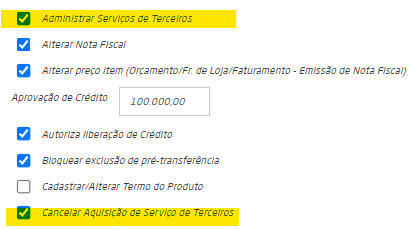 Administrar Serviços de Terceiros
Alterar Nota Fiscal
Alterar preço Item (Orçamento/Fr. de Loja/Faturamento - Emissão de Nota Fiscal)
Aprovação de Crédito 100.000,00
Autoriza liberação de Crédito
Bloquear exclusão de pré-transferência
Cadastrar/Alterar Termo do Produto
Cancelar Aquisição de Serviço de Terceiros